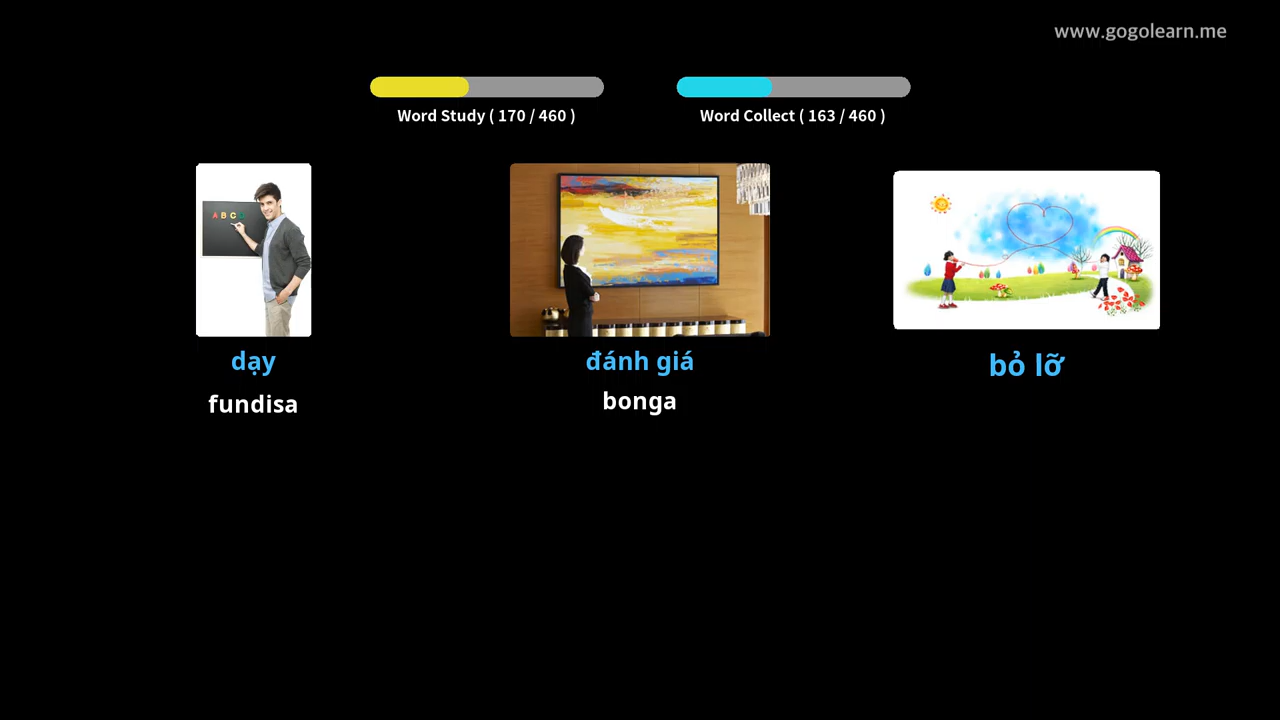 www.gogolearn.me
Word Study ( 170 / 460 )
Word Collect ( 163 / 460 )
A B C D
dạy
đánh giá
bỏ lỡ
fundisa
bonga